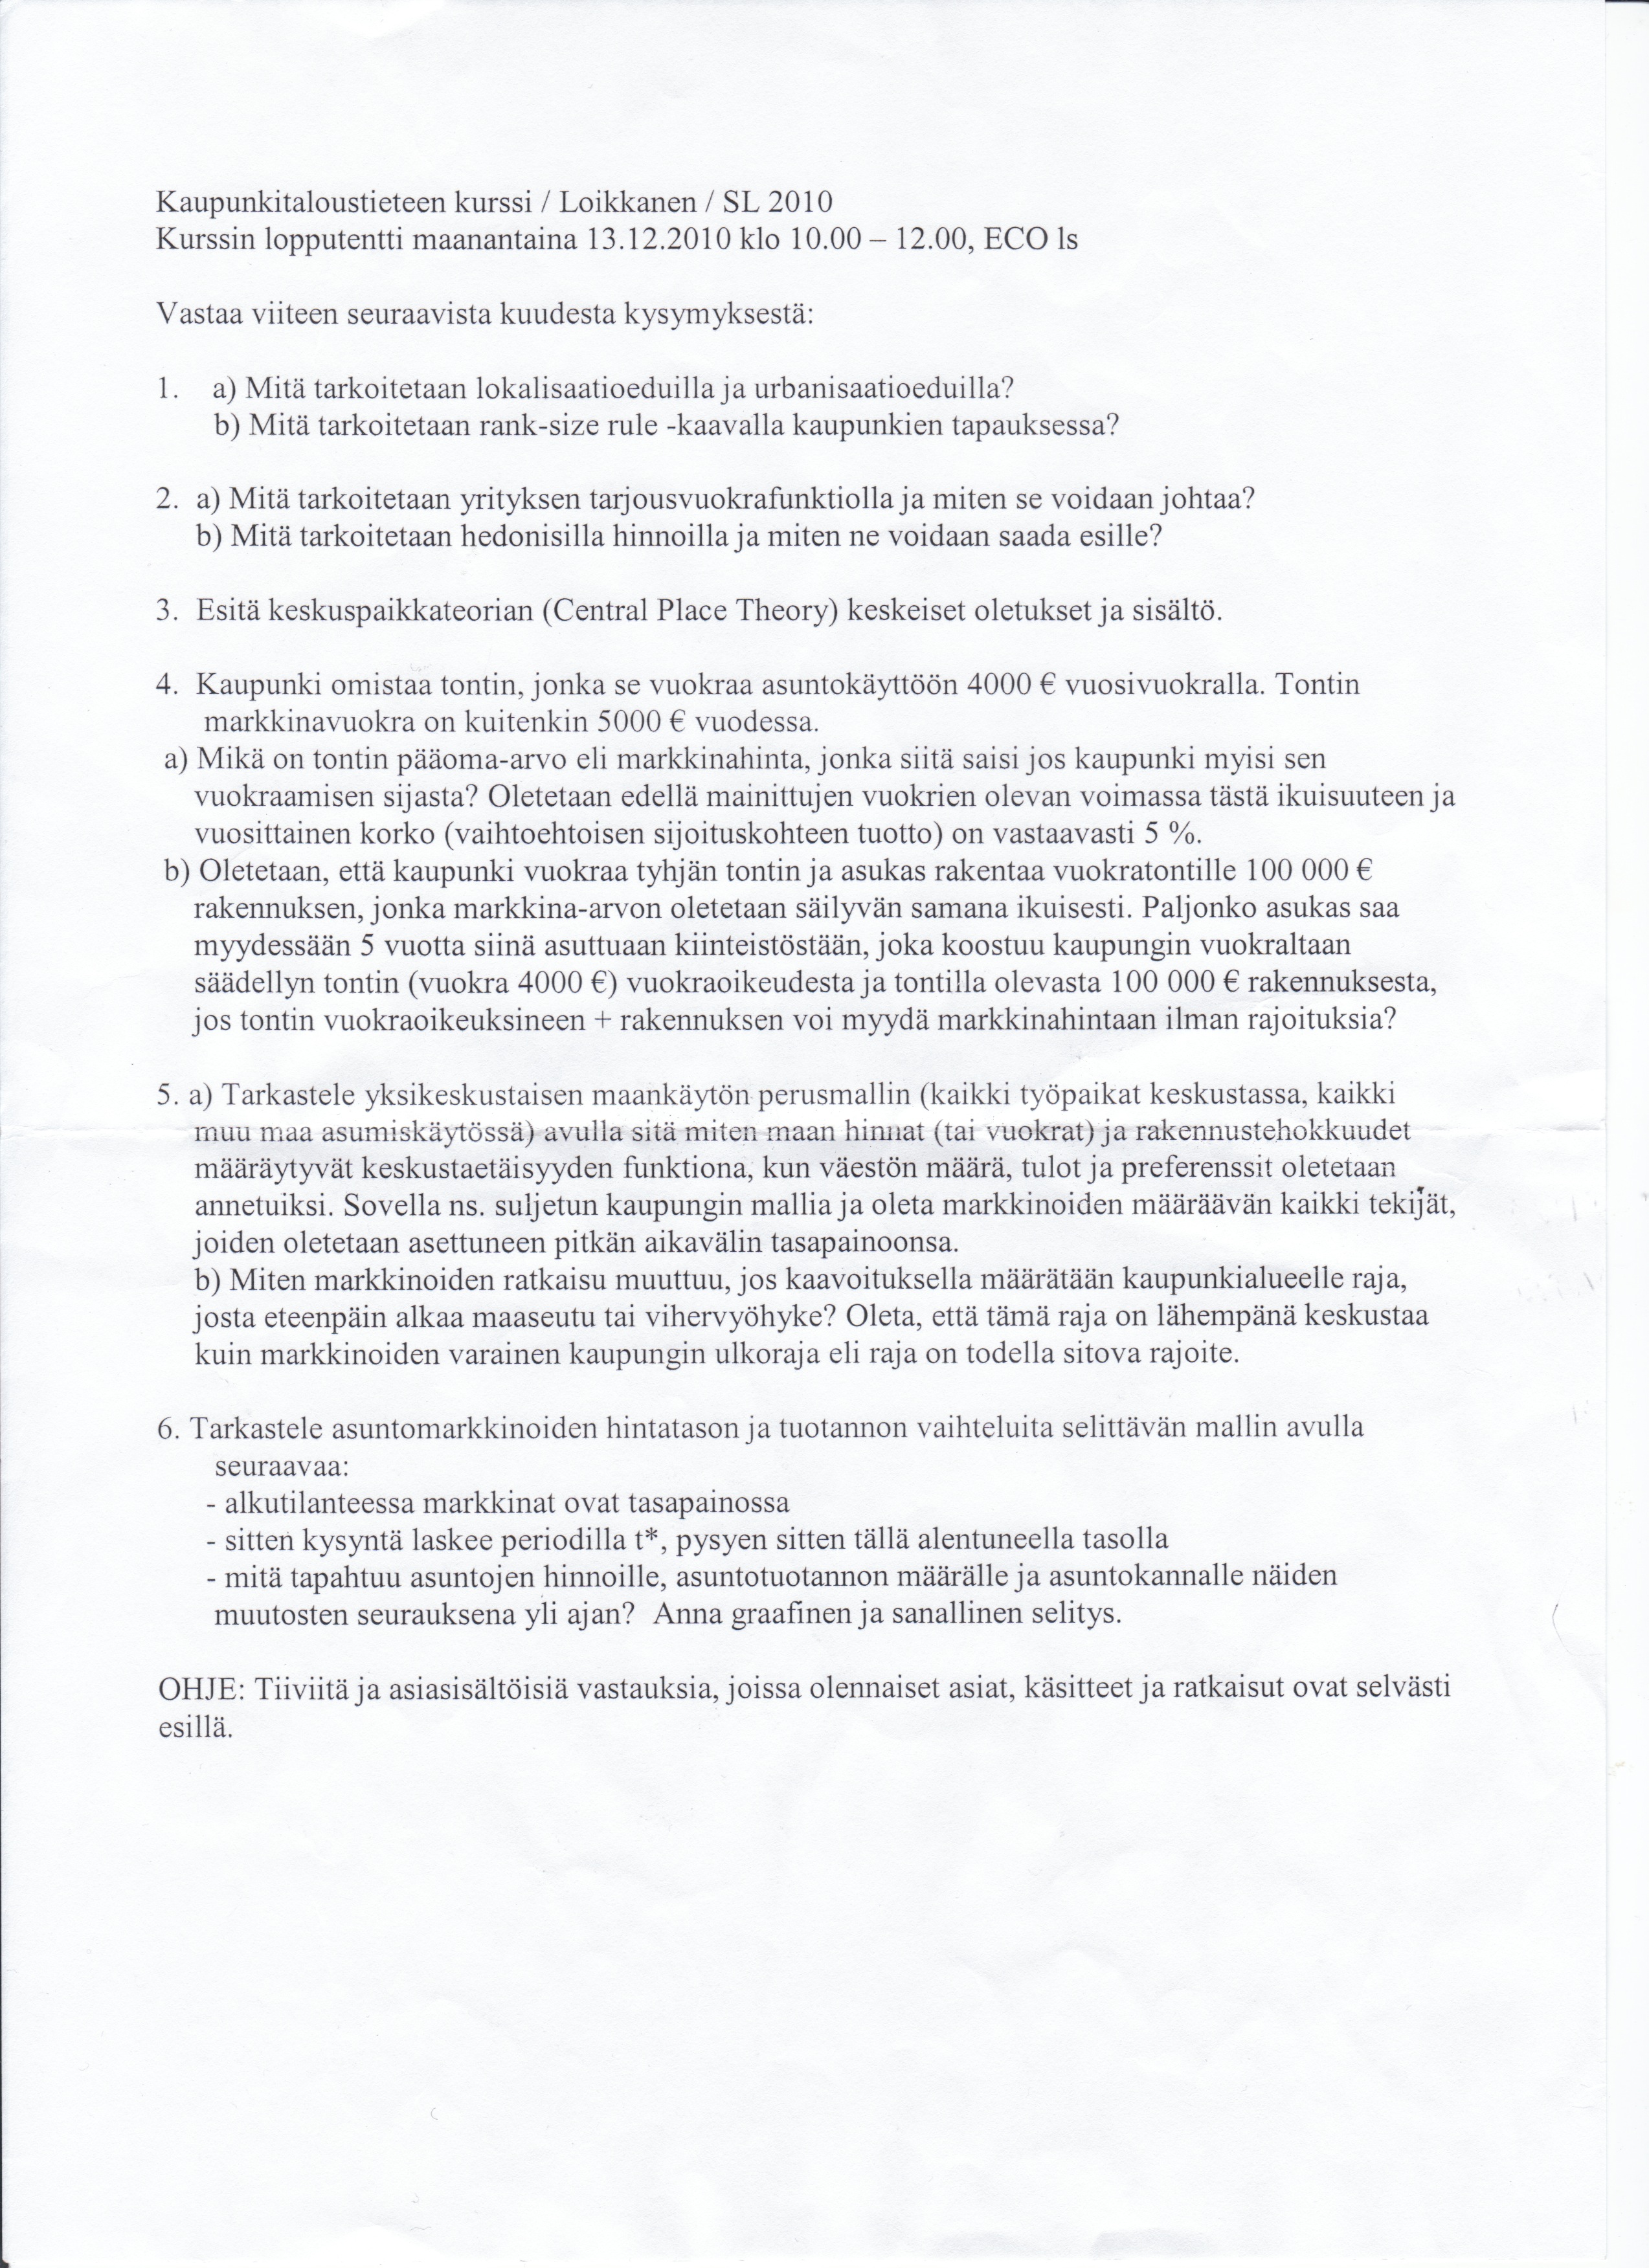 Kaupunkitaloustieteen kurssi / Loikkanen / SL 2010
Kurssin lopputentti maanantaina 13.12.2010 klo 10.00 – 12.00, ECO ls
Vastaa viiteen seuraavista kuudesta kysymyksestä:
1. a) Mitä tarkoitetaan lokalisaatioeduilla ja urbanisaatioeduilla?
b) Mitä tarkoitetaan rank-size rule -kaavalla kaupunkien tapauksessa?
2. a) Mitä tarkoitetaan yrityksen tarjousvuokrafunktiolla ja miten se voidaan johtaa?
b) Mitä tarkoitetaan hedonisilla hinnoilla ja miten ne voidaan saada esille?
3. Esitä keskuspaikkateorian (Central Place Theory) keskeiset oletukset ja sisältö.
4. Kaupunki omistaa tontin, jonka se vuokraa asuntokäyttöön 4000 € vuosivuokralla. Tontin
markkinavuokra on kuitenkin 5000 € vuodessa.
a) Mikä on tontin pääoma-arvo eli markkinahinta, jonka siitä saisi jos kaupunki myisi sen
vuokraamisen sijasta? Oletetaan edellä mainittujen vuokrien olevan voimassa tästä ikuisuuteen ja
vuosittainen korko (vaihtoehtoisen sijoituskohteen tuotto) on vastaavasti 5 %.
b) Oletetaan, että kaupunki vuokraa tyhjän tontin ja asukas rakentaa vuokratontille 100 000 €
rakennuksen, jonka markkina-arvon oletetaan säilyvän samana ikuisesti. Paljonko asukas saa
myydessään 5 vuotta siinä asuttuaan kiinteistöstään, joka koostuu kaupungin vuokraltaan
säädellyn tontin (vuokra 4000 €) vuokraoikeudesta ja tontilla olevasta 100 000 € rakennuksesta,
jos tontin vuokraoikeuksineen + rakennuksen voi myydä markkinahintaan ilman rajoituksia?
5. a) Tarkastele yksikeskustaisen maankäytön perusmallin (kaikki työpaikat keskustassa, kaikki
muu maa asumiskäytössä) avulla sitä miten maan hinnat (tai vuokrat) ja rakennustehokkuudet
määräytyvät keskustaetäisyyden funktiona, kun väestön määrä, tulot ja preferenssit oletetaan
annetuiksi. Sovella ns. suljetun kaupungin mallia ja oleta markkinoiden määräävän kaikki tekijät,
joiden oletetaan asettuneen pitkän aikavälin tasapainoonsa.
b) Miten markkinoiden ratkaisu muuttuu, jos kaavoituksella määrätään kaupunkialueelle raja,
josta eteenpäin alkaa maaseutu tai vihervyöhyke? Oleta, että tämä raja on lähempänä keskustaa
kuin markkinoiden varainen kaupungin ulkoraja eli raja on todella sitova rajoite.
6. Tarkastele asuntomarkkinoiden hintatason ja tuotannon vaihteluita selittävän mallin avulla
seuraavaa:
- alkutilanteessa markkinat ovat tasapainossa
- sitten kysyntä laskee periodilla t*, pysyen sitten tällä alentuneella tasolla
- mitä tapahtuu asuntojen hinnoille, asuntotuotannon määrälle ja asuntokannalle näiden
muutosten seurauksena yli ajan? Anna graafinen ja sanallinen selitys.
OHJE: Tiiviitä ja asiasisältöisiä vastauksia, joissa olennaiset asiat, käsitteet ja ratkaisut ovat selvästi
esillä.